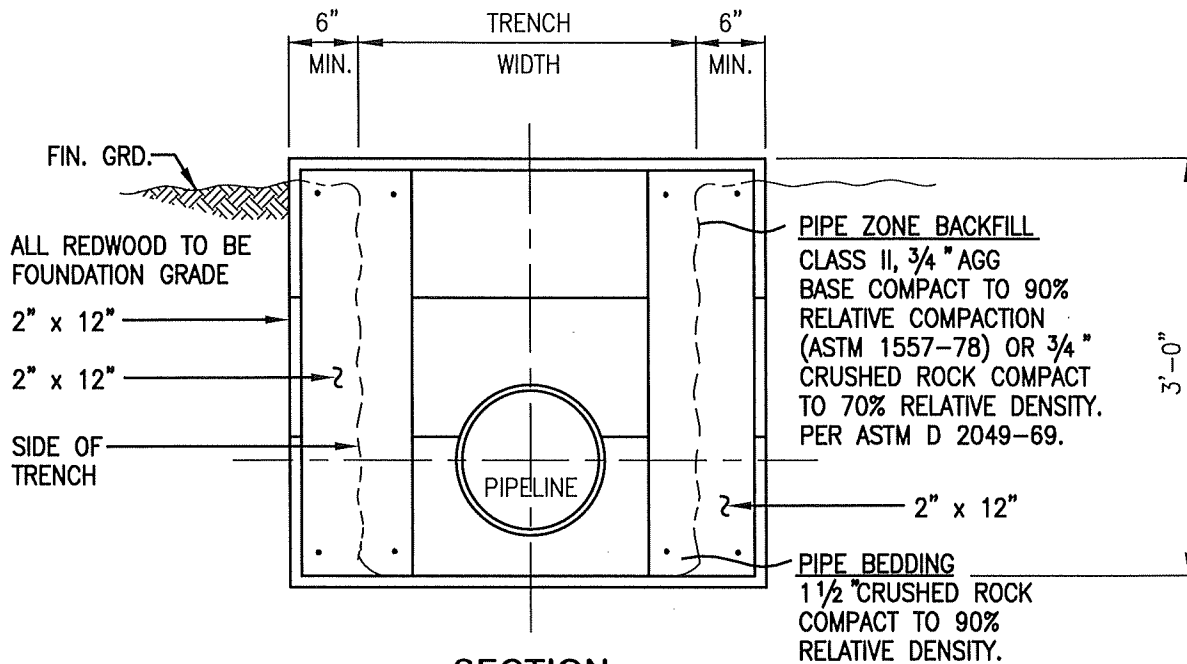 6" TRENCH 6"
MIN. WIDTH MIN.
FIN. GRD.
ALL REDWOOD TO BE
FOUNDATION GRADE
2" x 12"
2" x 12"
SIDE OF
TRENCH
PIPELINE
PIPE ZONE BACKFILL
CLASS II, 3/4" AGG
BASE COMPACT TO 90%
RELATIVE COMPACTION
(ASTM 1557-78) OR 3/4"
CRUSHED ROCK COMPACT
TO 70% RELATIVE DENSITY.
PER ASTM D 2049-69.
3'-0"
2" x 12"
PIPE BEDDING
1 1/2" CRUSHED ROCK
COMPACT TO 90%
RELATIVE DENSITY.
SECTION